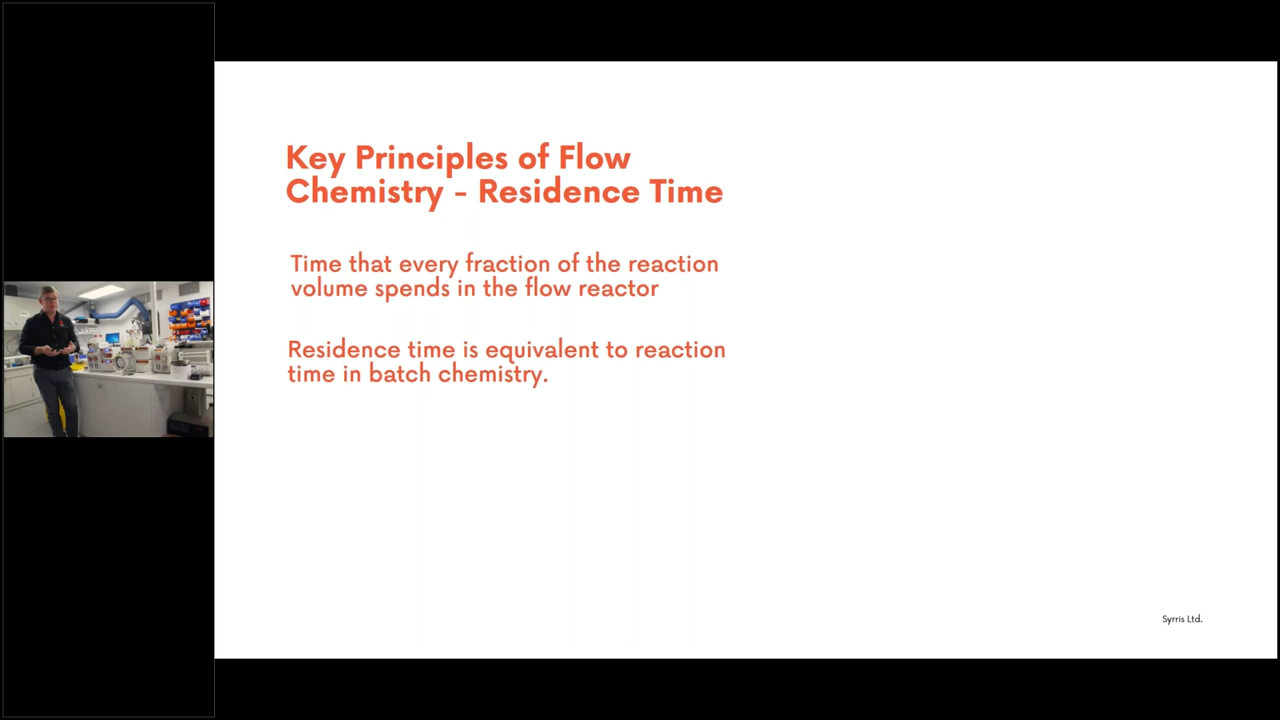 Key Principles of Flow
Chemistry - Residence Time
Time that every fraction of the reaction
volume spends in the flow reactor
Residence time is equivalent to reaction
time in batch chemistry.
Syrris Ltd.